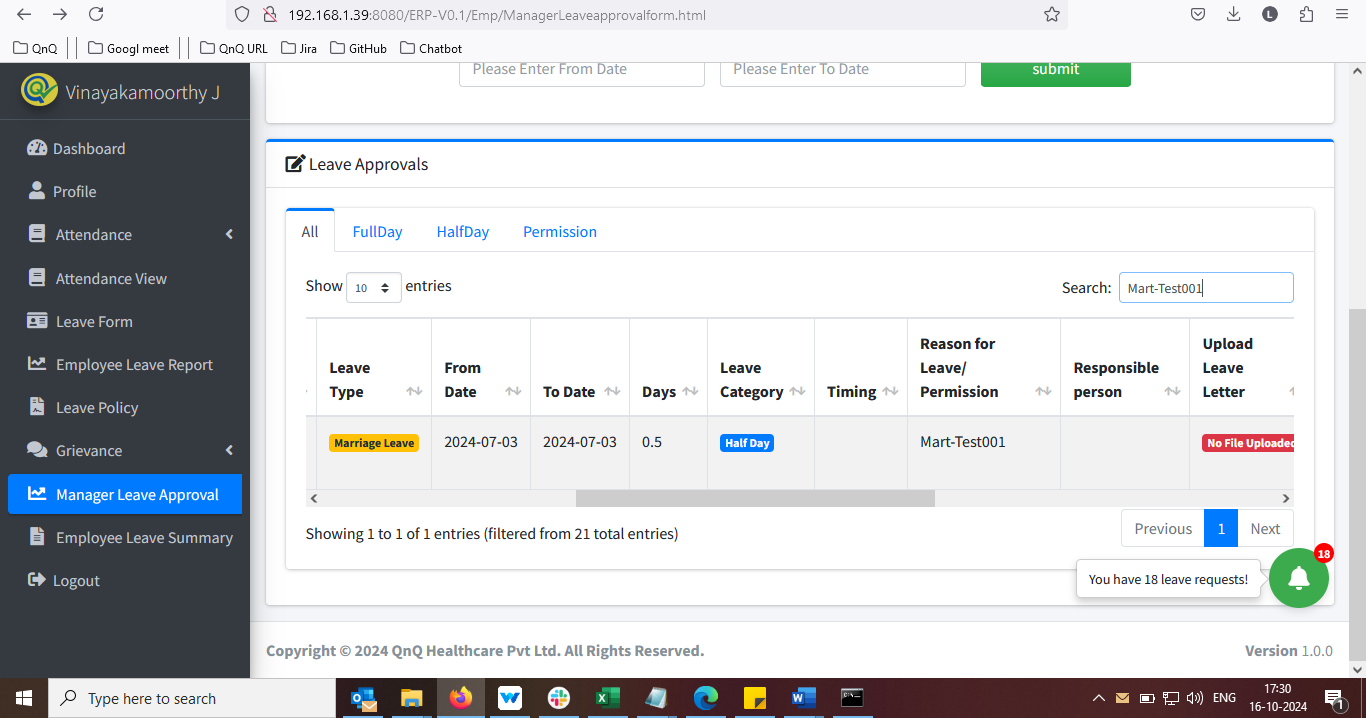 192.168.1.39:8080/ERP-V0.1/Emp/ManagerLeaveapprovalform.html
L
QnQ Googl meet QnQ URL Jira GitHub Chatbot
Vinayakamoorthy J
Dashboard
Profile
Attendance
Attendance View
Leave Form
Employee Leave Report
Leave Policy
Grievance
Manager Leave Approval
Employee Leave Summary
Logout
Please Enter From Date Please Enter To Date submit
Leave Approvals
All FullDay HalfDay Permission
Show 10 entries Search: Mart-Test001
Leave Type From Date To Date Days Leave Category Timing Reason for Leave/ Permission Responsible person Upload Leave Letter
Marriage Leave 2024-07-03 2024-07-03 0.5 Half Day Mart-Test001 No File Uploaded
Showing 1 to 1 of 1 entries (filtered from 21 total entries) Previous 1 Next
18
You have 18 leave requests!
Copyright © 2024 QnQ Healthcare Pvt Ltd. All Rights Reserved. Version 1.0.0
Type here to search ENG 17:30
16-10-2024
1